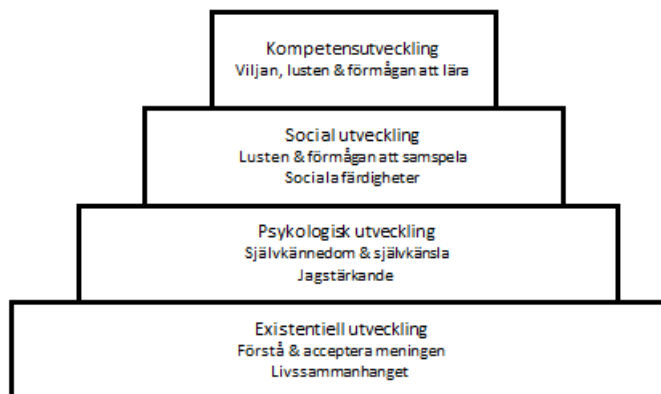 Kompetensutveckling
Viljan, lusten & förmågan att lära
Social utveckling
Lusten & förmågan att samspela
Sociala färdigheter
Psykologisk utveckling
Självkännedom & självkänsla
Jagstärkande
Existentiell utveckling
Förstå & acceptera meningen
Livssammanhanget